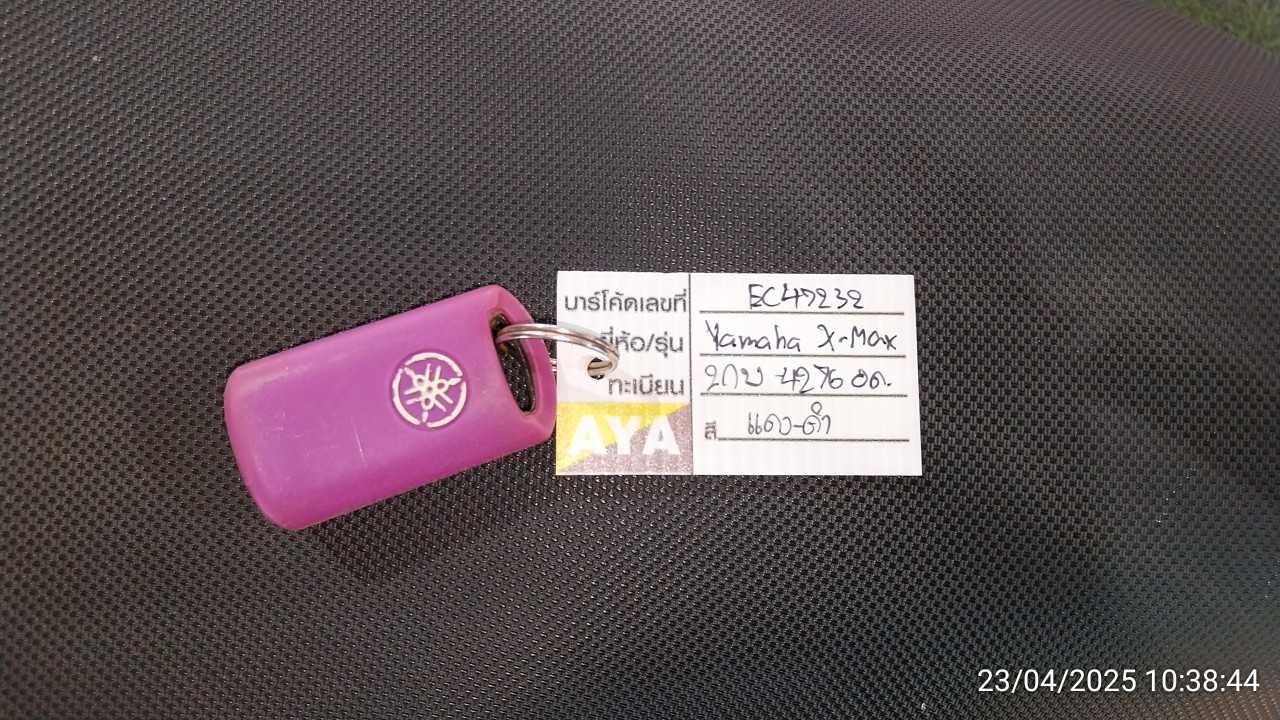 บาร์โค้ดเลขที่ EC47232
ยี่ห้อ/รุ่น Yamaha X-Max
ทะเบียน 2กบ 4276 อด.
สี แดง-ดำ
AYA
23/04/2025 10:38:44